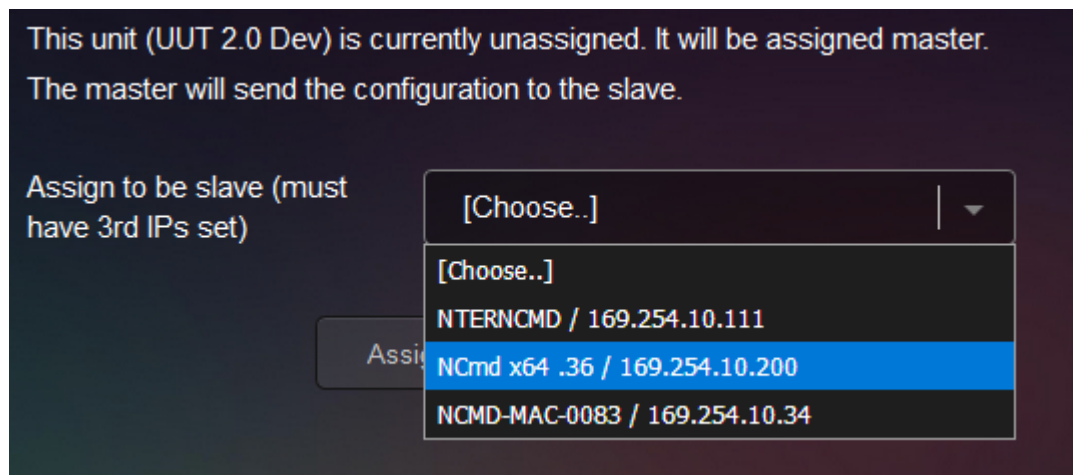 This unit (UUT 2.0 Dev) is currently unassigned. It will be assigned master.
The master will send the configuration to the slave.
Assign to be slave (must
have 3rd IPs set)
[Choose..]
[Choose..]
NTERNCMD / 169.254.10.111
NCmd x64 .36 / 169.254.10.200
NCMD-MAC-0083 / 169.254.10.34